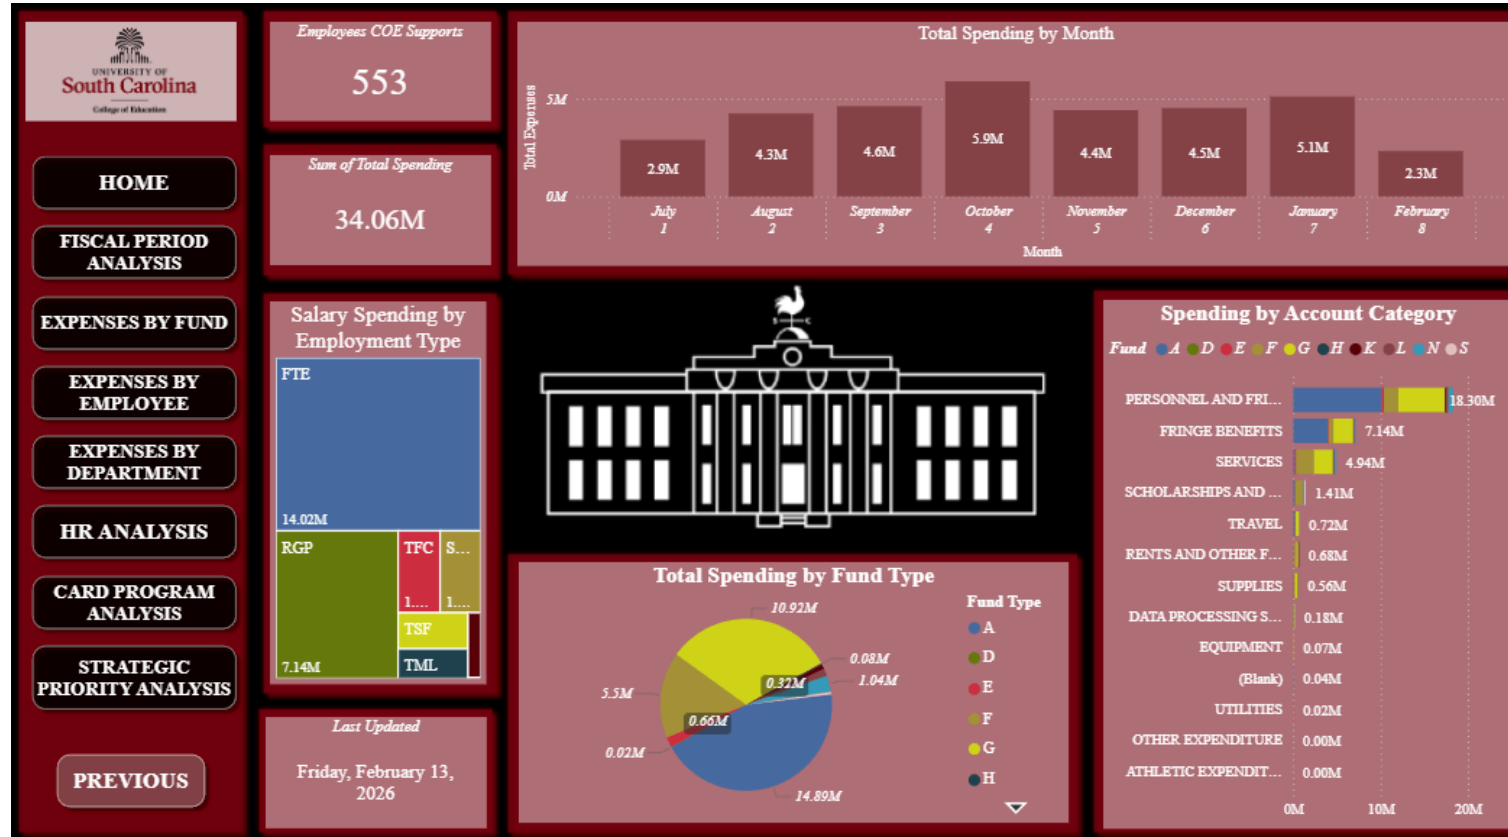 UNIVERSITY OF
South Carolina
College of Education
HOME
FISCAL PERIOD
ANALYSIS
EXPENSES BY FUND
EXPENSES BY
EMPLOYEE
EXPENSES BY
DEPARTMENT
HR ANALYSIS
CARD PROGRAM
ANALYSIS
STRATEGIC
PRIORITY ANALYSIS
PREVIOUS
Employees COE Supports
553
Sum of Total Spending
34.06M
Total Spending by Month
Total Expenses
5M
0M
2.9M
4.3M
4.6M
5.9M
4.4M
4.5M
5.1M
2.3M
July August September October November December January February
1 2 3 4 5 6 7 8
Month
Salary Spending by
Employment Type
FTE
14.02M
RGP
7.14M
TFC
1....
S...
1....
TSF
TML
Last Updated
Friday, February 13,
2026
S C
Total Spending by Fund Type
10.92M
0.08M
0.32M
1.04M
5.5M
0.66M
0.02M
14.89M
Fund Type
A
D
E
F
G
H
Spending by Account Category
Fund A D E F G H K L N S
PERSONNEL AND FRI... 18.30M
FRINGE BENEFITS 7.14M
SERVICES 4.94M
SCHOLARSHIPS AND ... 1.41M
TRAVEL 0.72M
RENTS AND OTHER F... 0.68M
SUPPLIES 0.56M
DATA PROCESSING S... 0.18M
EQUIPMENT 0.07M
(Blank) 0.04M
UTILITIES 0.02M
OTHER EXPENDITURE 0.00M
ATHLETIC EXPENDIT... 0.00M
0M 10M 20M